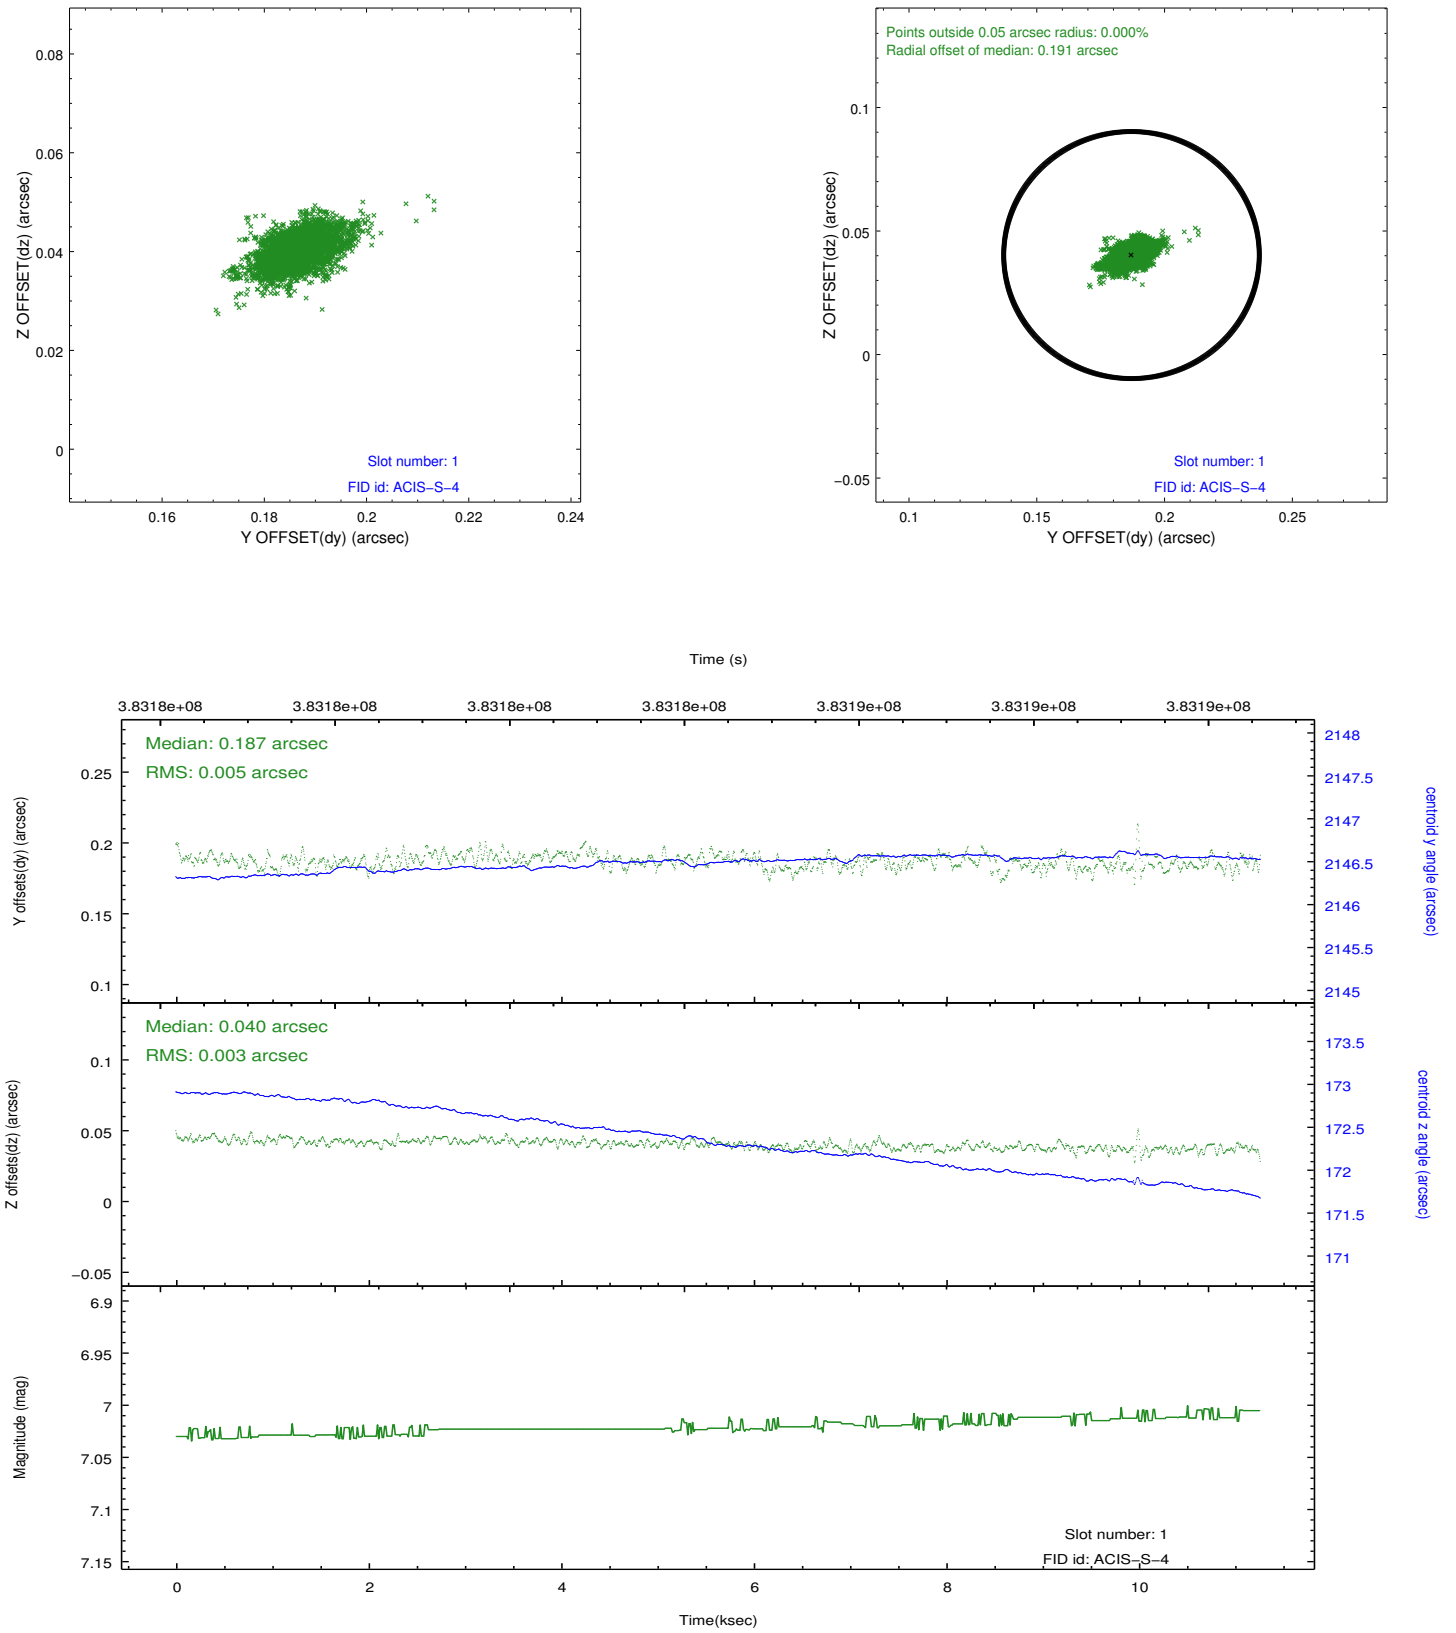 0.08
0.06
0.04
0.02
0
Z OFFSET(dz) (arcsec)
Slot number: 1
FID id: ACIS−S−4
0.16 0.18 0.2 0.22 0.24
Y OFFSET(dy) (arcsec)
Points outside 0.05 arcsec radius: 0.000%
Radial offset of median: 0.191 arcsec
0.1
0.05
0
−0.05
Z OFFSET(dz) (arcsec)
Slot number: 1
FID id: ACIS−S−4
0.1 0.15 0.2 0.25
Y OFFSET(dy) (arcsec)
Time (s)
3.8318e+08 3.8318e+08 3.8318e+08 3.8318e+08 3.8319e+08 3.8319e+08 3.8319e+08
Median: 0.187 arcsec
RMS: 0.005 arcsec
0.25
0.2
0.15
0.1
Y offsets(dy) (arcsec)
2148
2147.5
2147
2146.5
2146
2145.5
2145
centroid y angle (arcsec)
Median: 0.040 arcsec
RMS: 0.003 arcsec
0.1
0.05
0
−0.05
Z offsets(dz) (arcsec)
173.5
173
172.5
172
171.5
171
centroid z angle (arcsec)
6.9
6.95
7
7.05
7.1
7.15
Magnitude (mag)
Slot number: 1
FID id: ACIS−S−4
0 2 4 6 8 10
Time(ksec)